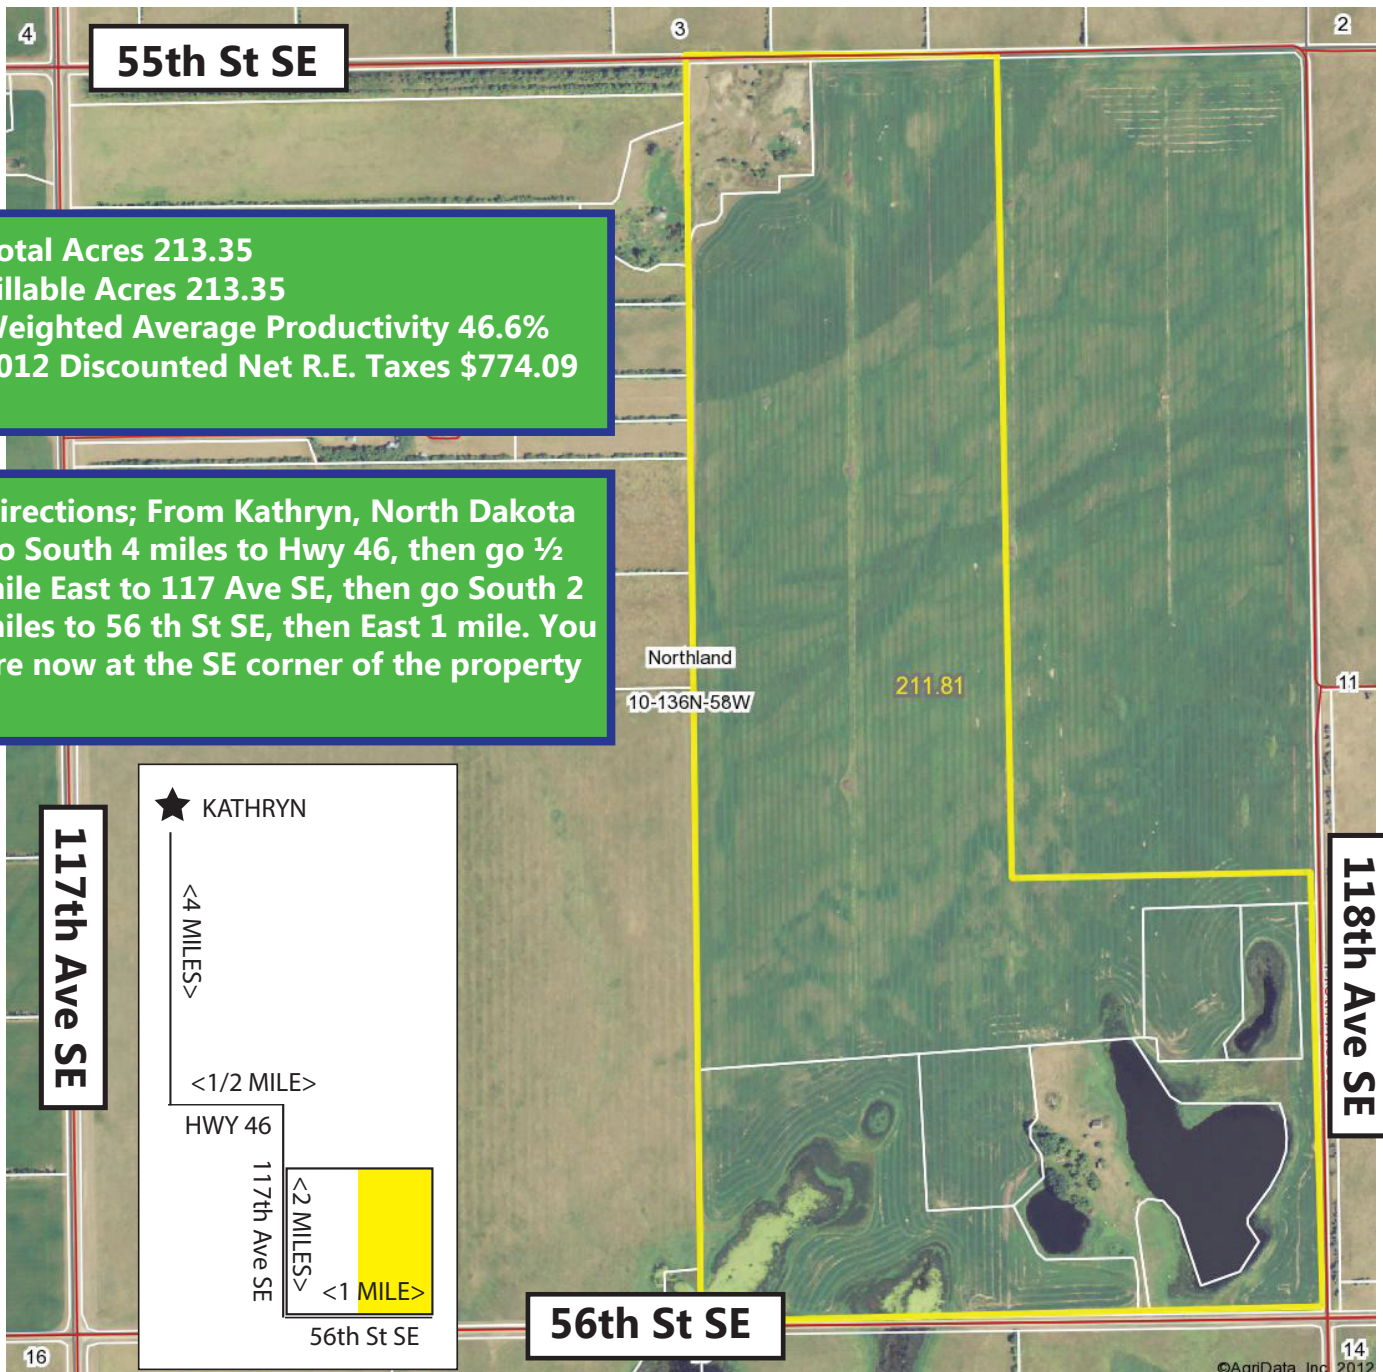 4
3
2
55th St SE
otal Acres 213.35
illable Acres 213.35
Weighted Average Productivity 46.6%
012 Discounted Net R.E. Taxes $774.09
irections; From Kathryn, North Dakota
o South 4 miles to Hwy 46, then go ½
nile East to 117 Ave SE, then go South 2
niles to 56 th St SE, then East 1 mile. You
re now at the SE corner of the property
Northland
10-136N-58W
211.81
11
117th Ave SE
118th Ave SE
KATHRYN
<4 MILES>
<1/2 MILE>
HWY 46
117th Ave SE
<2 MILES>
<1 MILE>
56th St SE
56th St SE
16
14
©AgriData, Inc. 2012